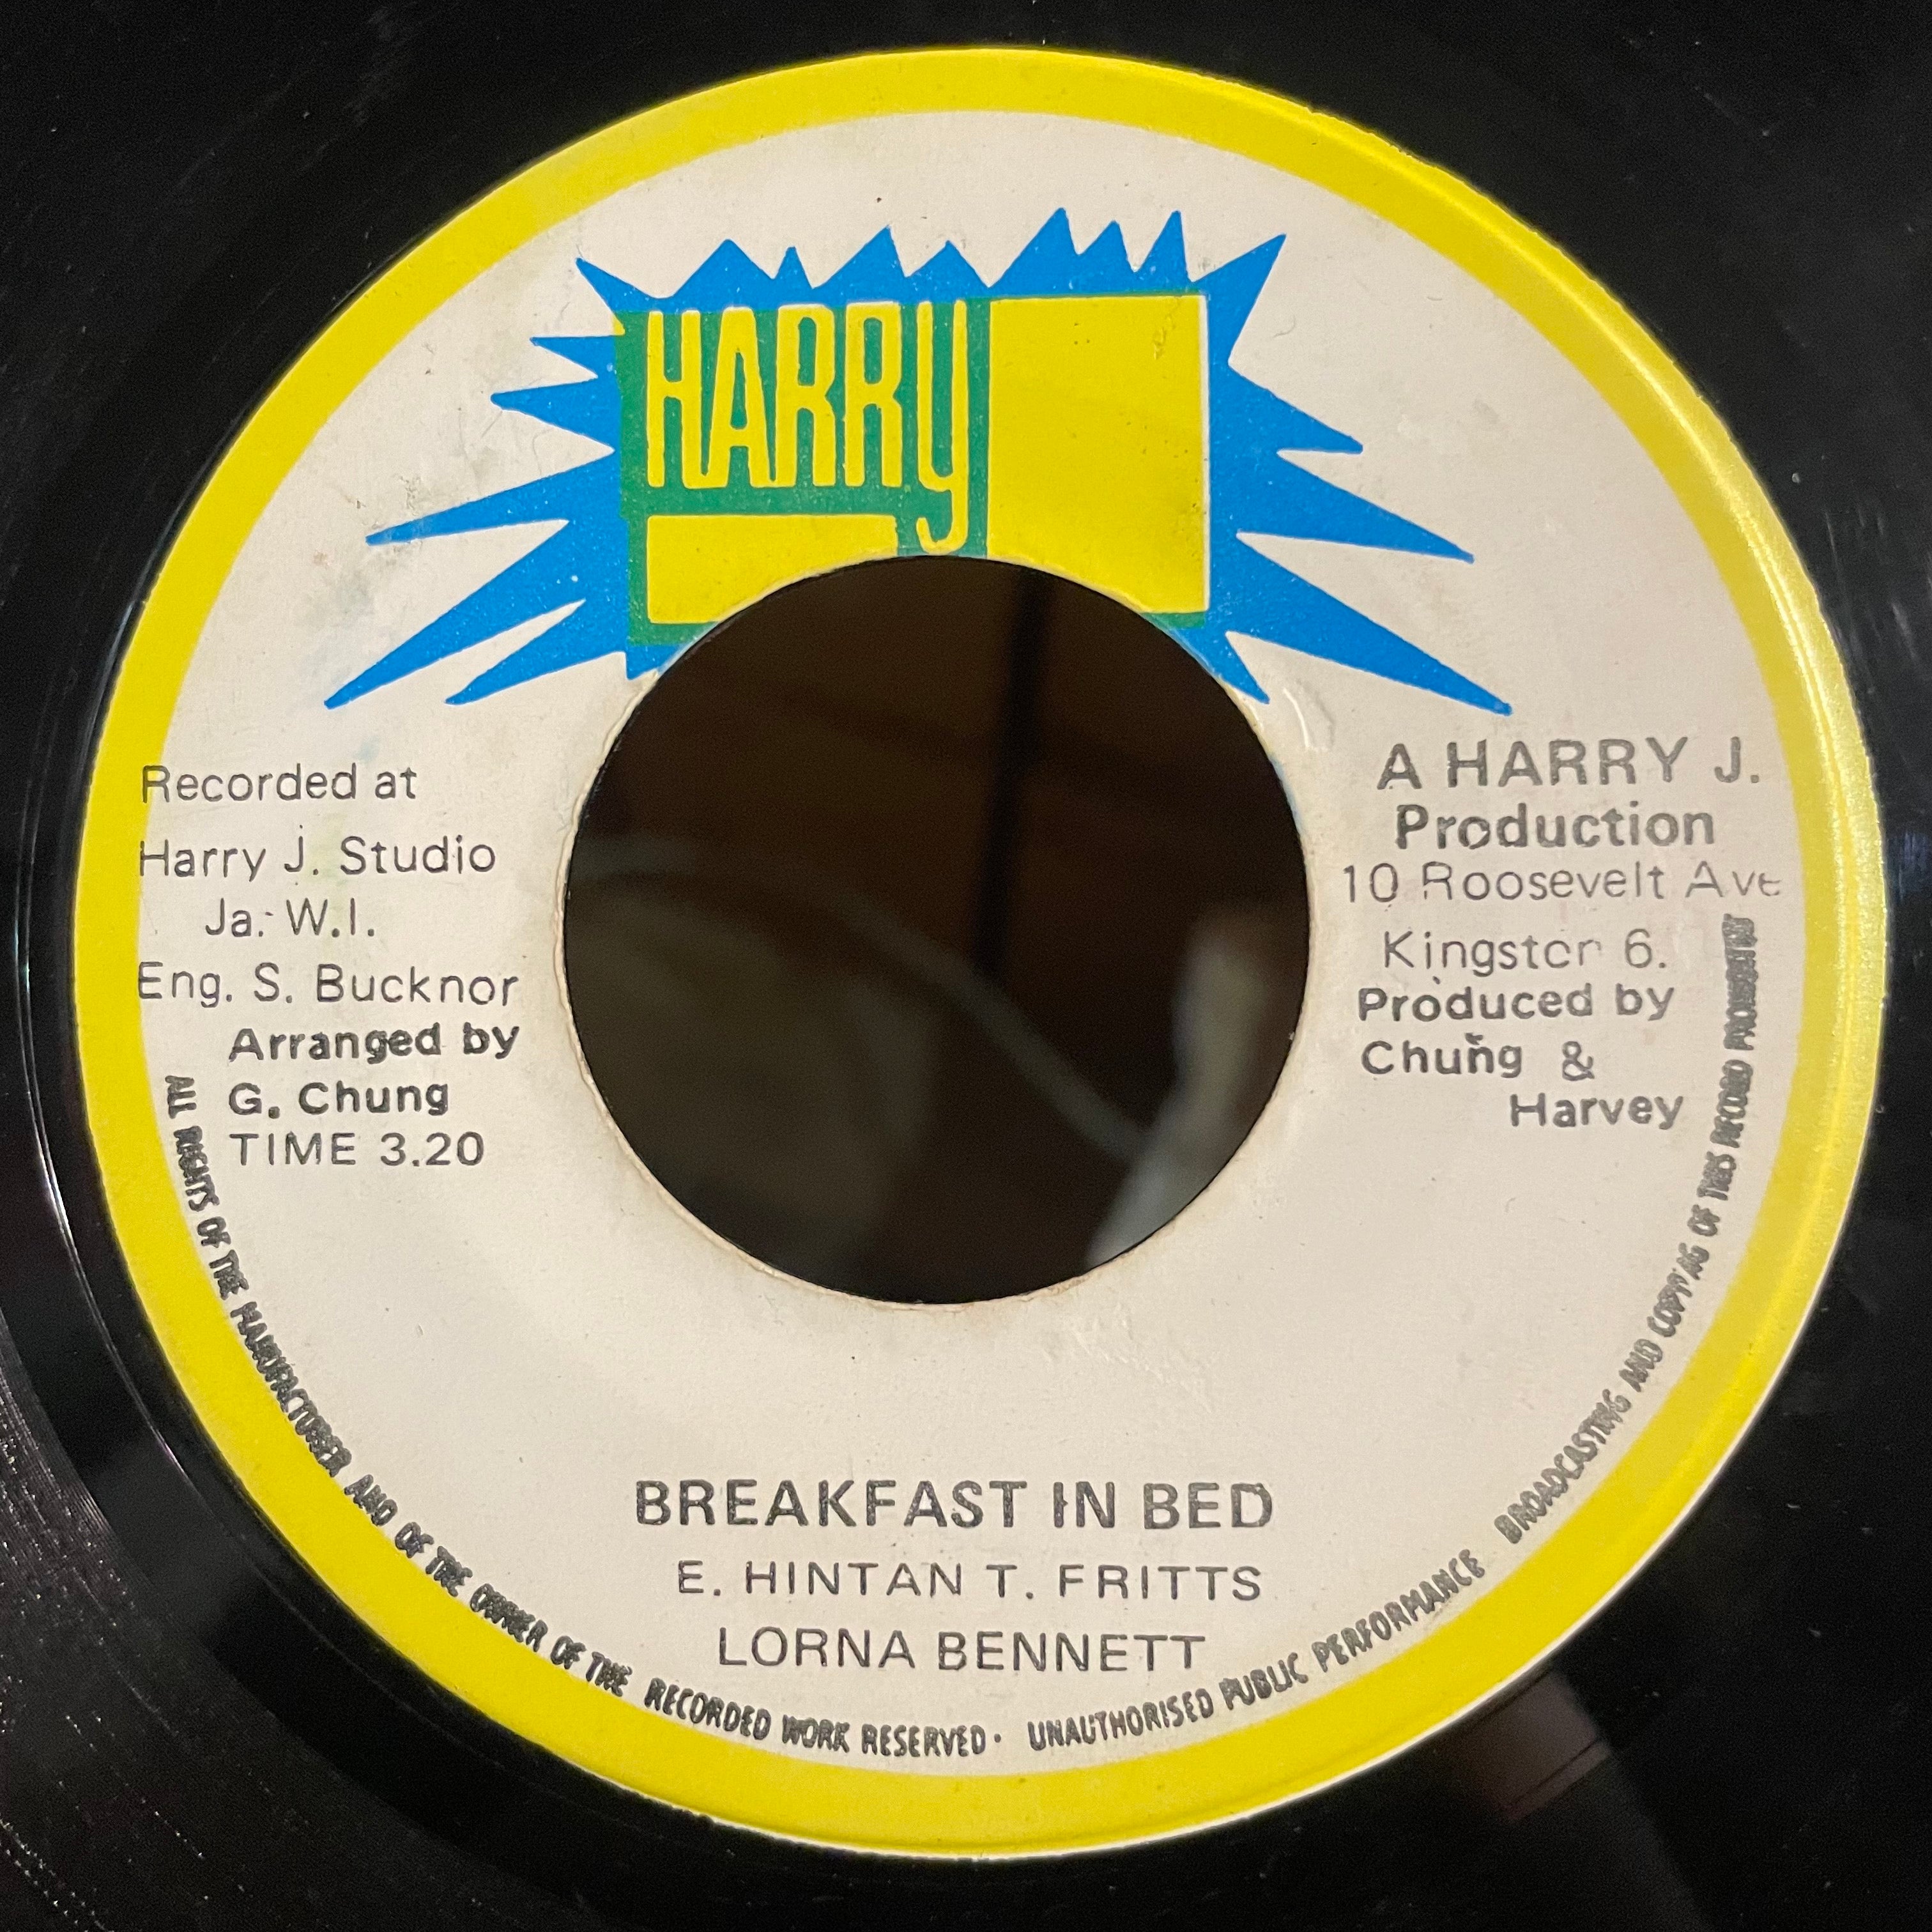 HARRY
Recorded at
Harry J. Studio
Ja. W.I.
Eng. S. Bucknor
Arranged by
G. Chung
TIME 3.20
A HARRY J.
Production
10 Roosevelt Ave
Kingston 6.
Produced by
Chung &
Harvey
BREAKFAST IN BED
E. HINTAN T. FRITTS
LORNA BENNETT
ALL RIGHTS OF THE MANUFACTURER AND OF THE OWNER OF THE RECORDED WORK RESERVED · UNAUTHORISED PUBLIC PERFORMANCE BROADCASTING AND COPYING OF THIS RECORD PROHIBITED